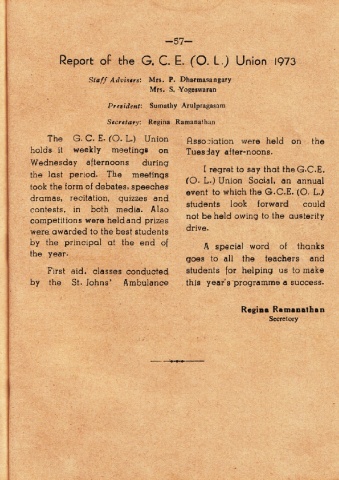 —57—
Report of the G. C. E. (O. L.) Union 1973
Staff Advisers: Mrs. P. Dharmasangary
Mrs. S. Yogeswaran
President: Sumathy Arulpragasam
Secretary: Regina Ramanathan
The G. C. E. (O. L) Union
holds it weekly meetings on
Wednesday afternoons during
the last period. The meetings
took the form of debates, speeches
dramas, recitation, quizzes and
contests, in both media. Also
competitions were held and prizes
were awarded to the best students
by the principal at the end of
the year.
First aid, classes conducted
by the St. Johns' Ambulance
Association were held on the
Tuesday after-noons.
I regret to say that the G.C.E.
(O. L.) Union Social, an annual
event to which the G.C.E (O. L.)
students look forward could
not be held owing to the austerity
drive.
A special word of thanks
goes to all the teachers and
students for helping us to make
this year's programme a success.
Regina Ramanathan
Secretary